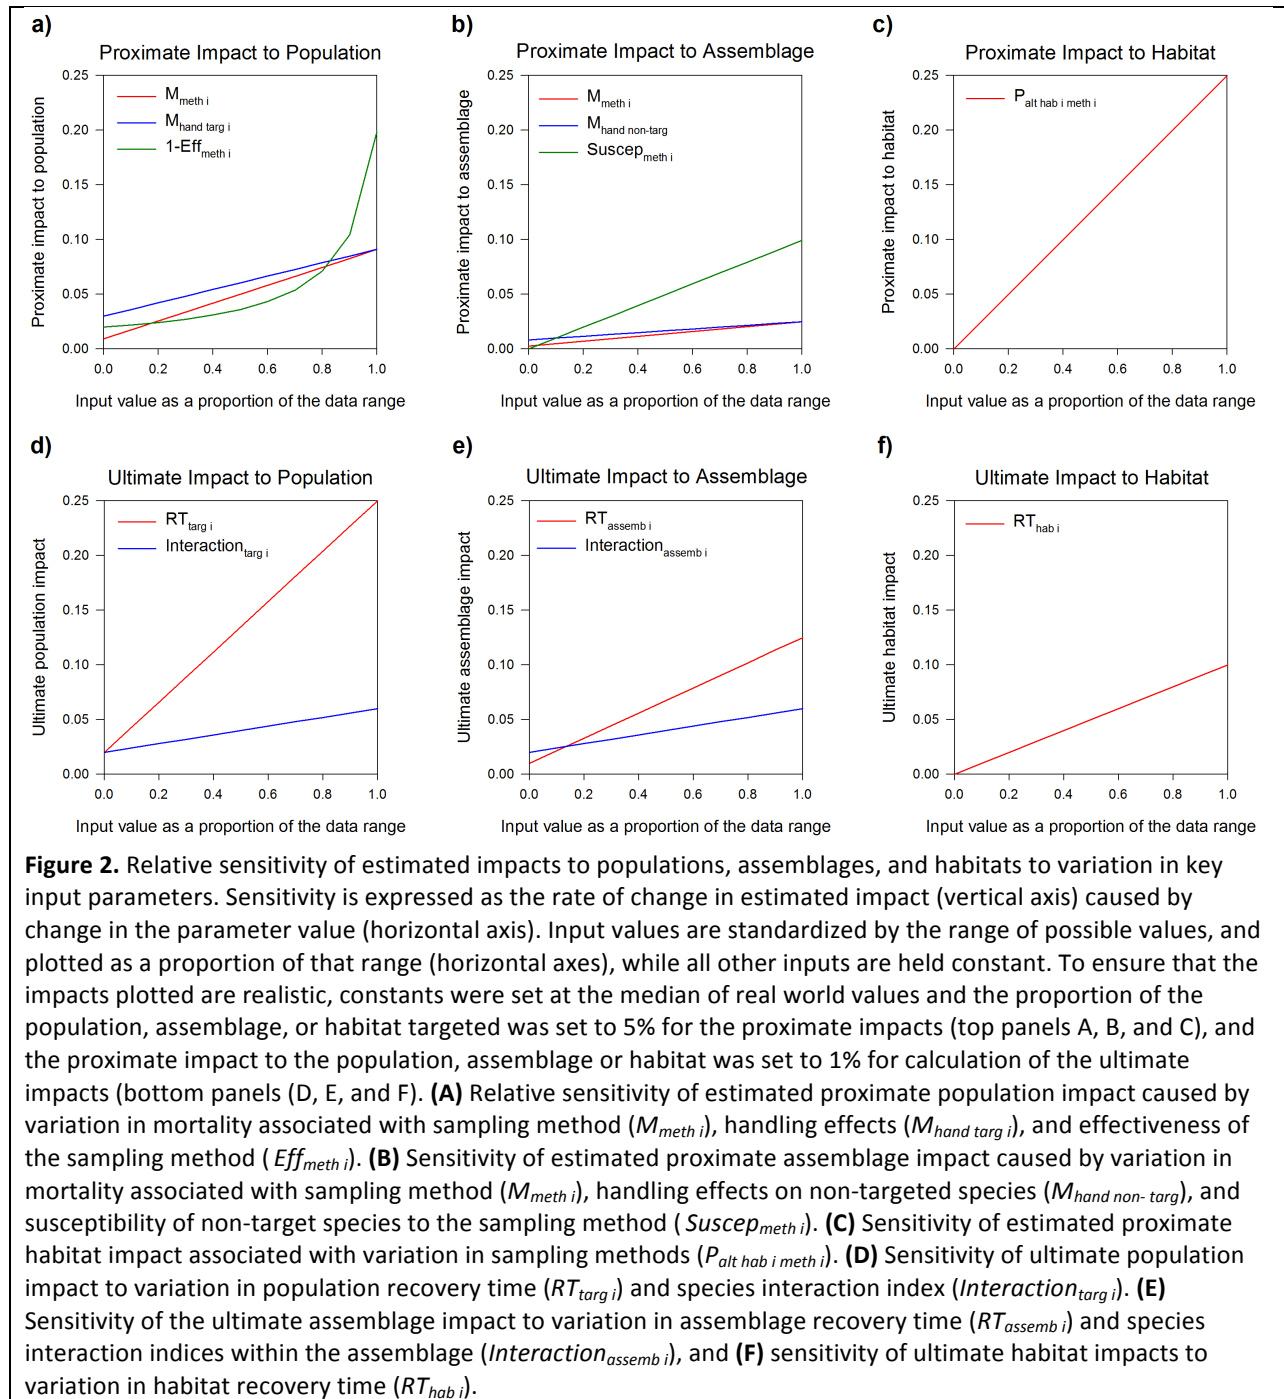 a)
Proximate Impact to Population
0.25
0.20
0.15
0.10
0.05
0.00
Proximate impact to population
M meth i
M hand targ i
1-Eff meth i
0.0 0.2 0.4 0.6 0.8 1.0
Input value as a proportion of the data range
b)
Proximate Impact to Assemblage
0.25
0.20
0.15
0.10
0.05
0.00
Proximate impact to assemblage
M meth i
M hand non-targ
Suscep meth i
0.0 0.2 0.4 0.6 0.8 1.0
Input value as a proportion of the data range
c)
Proximate Impact to Habitat
0.25
0.20
0.15
0.10
0.05
0.00
Proximate impact to habitat
P alt hab i meth i
0.0 0.2 0.4 0.6 0.8 1.0
Input value as a proportion of the data range
d)
Ultimate Impact to Population
0.25
0.20
0.15
0.10
0.05
0.00
Ultimate population impact
RT targ i
Interaction targ i
0.0 0.2 0.4 0.6 0.8 1.0
Input value as a proportion of the data range
e)
Ultimate Impact to Assemblage
0.25
0.20
0.15
0.10
0.05
0.00
Ultimate assemblage impact
RT assemb i
Interaction assemb i
0.0 0.2 0.4 0.6 0.8 1.0
Input value as a proportion of the data range
f)
Ultimate Impact to Habitat
0.25
0.20
0.15
0.10
0.05
0.00
Ultimate habitat impact
RT hab i
0.0 0.2 0.4 0.6 0.8 1.0
Input value as a proportion of the data range
Figure 2. Relative sensitivity of estimated impacts to populations, assemblages, and habitats to variation in key
input parameters. Sensitivity is expressed as the rate of change in estimated impact (vertical axis) caused by
change in the parameter value (horizontal axis). Input values are standardized by the range of possible values, and
plotted as a proportion of that range (horizontal axes), while all other inputs are held constant. To ensure that the
impacts plotted are realistic, constants were set at the median of real world values and the proportion of the
population, assemblage, or habitat targeted was set to 5% for the proximate impacts (top panels A, B, and C), and
the proximate impact to the population, assemblage or habitat was set to 1% for calculation of the ultimate
impacts (bottom panels (D, E, and F). (A) Relative sensitivity of estimated proximate population impact caused by
variation in mortality associated with sampling method (M meth i), handling effects (M hand targ i), and effectiveness of
the sampling method ( Eff meth i). (B) Sensitivity of estimated proximate assemblage impact caused by variation in
mortality associated with sampling method (M meth i), handling effects on non-targeted species (M hand non- targ), and
susceptibility of non-target species to the sampling method ( Suscep meth i). (C) Sensitivity of estimated proximate
habitat impact associated with variation in sampling methods (P alt hab i meth i). (D) Sensitivity of ultimate population
impact to variation in population recovery time (RT targ i) and species interaction index (Interaction targ i). (E)
Sensitivity of the ultimate assemblage impact to variation in assemblage recovery time (RT assemb i) and species
interaction indices within the assemblage (Interaction assemb i), and (F) sensitivity of ultimate habitat impacts to
variation in habitat recovery time (RT hab i).